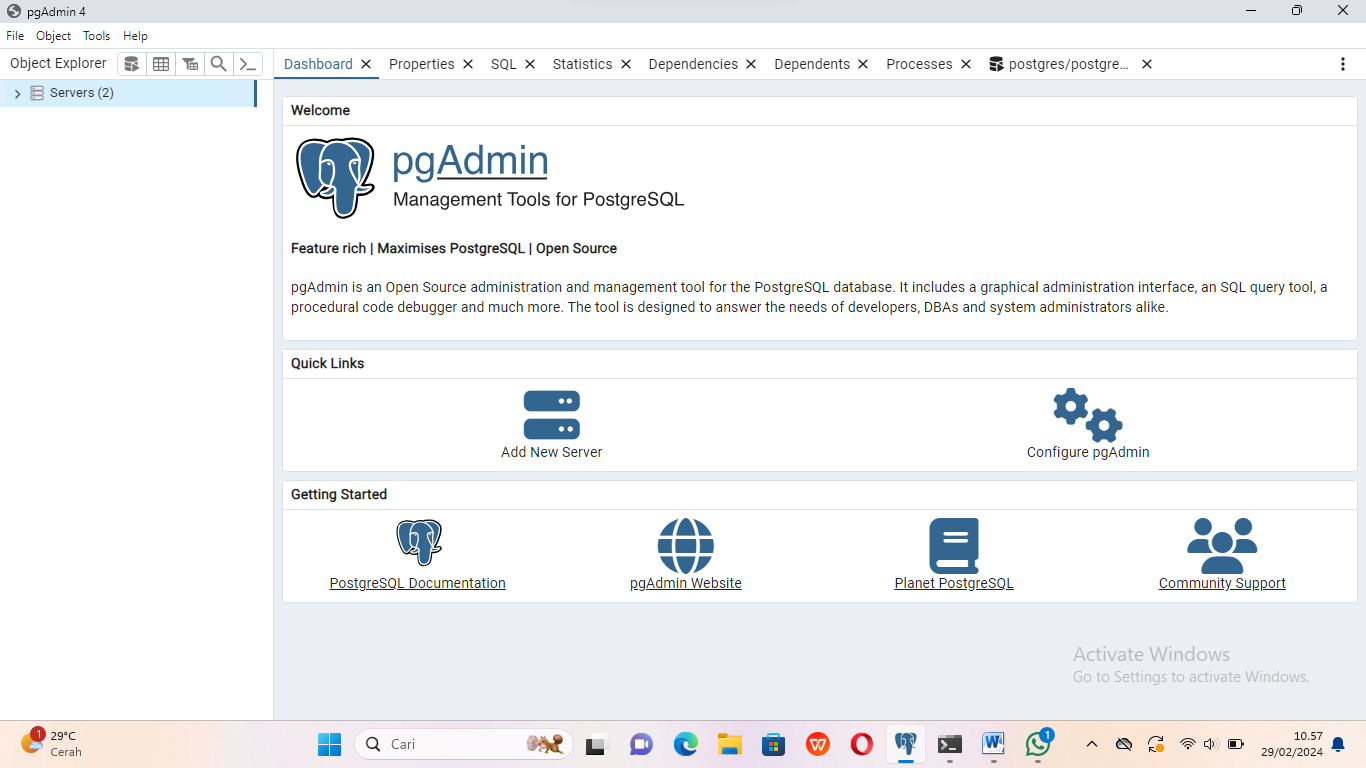 pgAdmin 4
File Object Tools Help
Object Explorer
Dashboard Properties SQL Statistics Dependencies Dependents Processes postgres/postgre...
Servers (2)
Welcome
pgAdmin
Management Tools for PostgreSQL
Feature rich | Maximises PostgreSQL | Open Source
pgAdmin is an Open Source administration and management tool for the PostgreSQL database. It includes a graphical administration interface, an SQL query tool, a
procedural code debugger and much more. The tool is designed to answer the needs of developers, DBAs and system administrators alike.
Quick Links
Add New Server
Configure pgAdmin
Getting Started
PostgreSQL Documentation
pgAdmin Website
Planet PostgreSQL
Community Support
Activate Windows
Go to Settings to activate Windows.
1
29°C
Cerah
Cari
W
W
1
10.57
29/02/2024